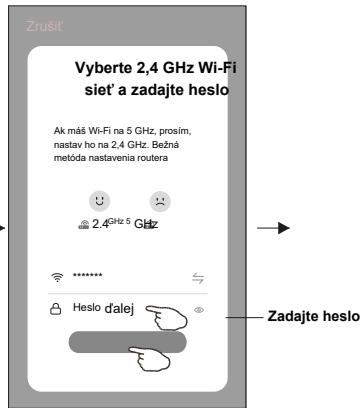 Zrušiť
Vyberte 2,4 GHz Wi-Fi
sieť a zadajte heslo
Ak máš Wi-Fi na 5 GHz, prosím,
nastav ho na 2,4 GHz. Bežná
metóda nastavenia routera
2.4GHz 5 GHz
*******
Heslo ďalej
Zadajte heslo